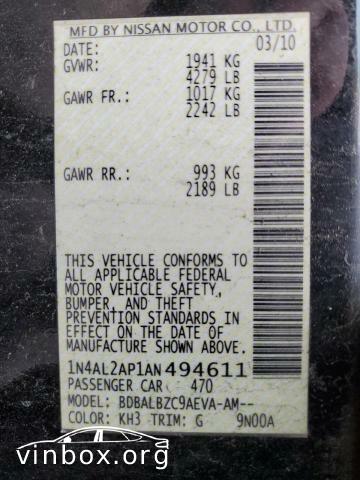 MFD BY NISSAN MOTOR CO., LTD.
DATE: 03/10
GVWR: 1941 KG
4279 LB
GAWR FR.: 1017 KG
2242 LB
GAWR RR.: 993 KG
2189 LB
THIS VEHICLE CONFORMS TO
ALL APPLICABLE FEDERAL
MOTOR VEHICLE SAFETY,
BUMPER, AND THEFT
PREVENTION STANDARDS IN
EFFECT ON THE DATE OF
MANUFACTURE SHOWN ABOVE.
1N4AL2AP1AN494611
PASSENGER CAR 470
MODEL: BDBALBZC9AEVA-AM--
COLOR: KH3 TRIM: G 9N00A
vinbox.org